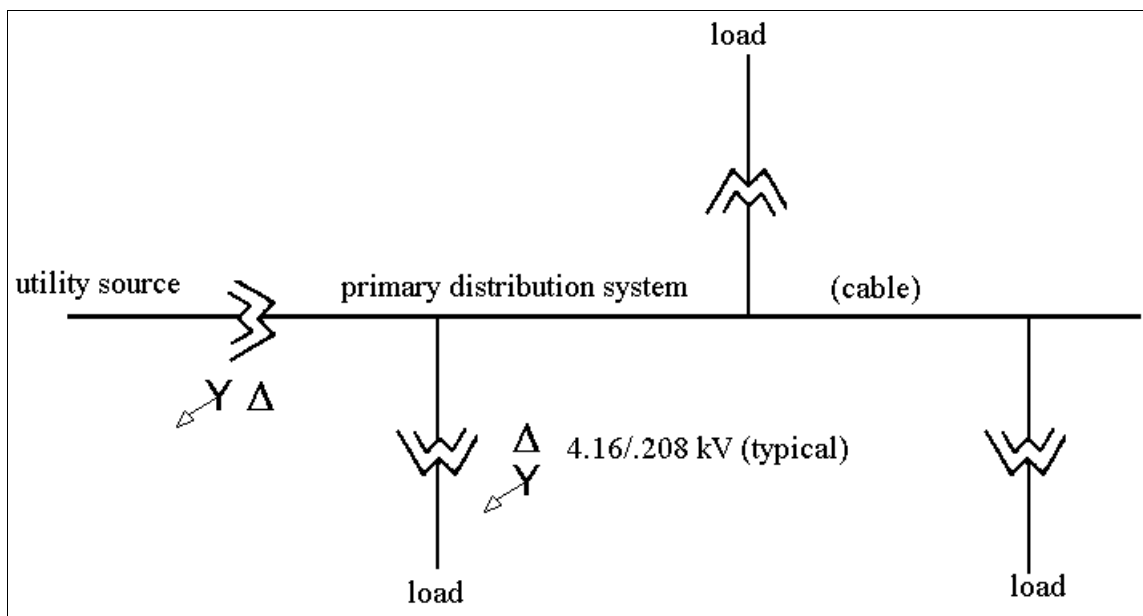 load
utility source
primary distribution system
(cable)
Y Δ
Δ
4.16/.208 kV (typical)
Y
load
load